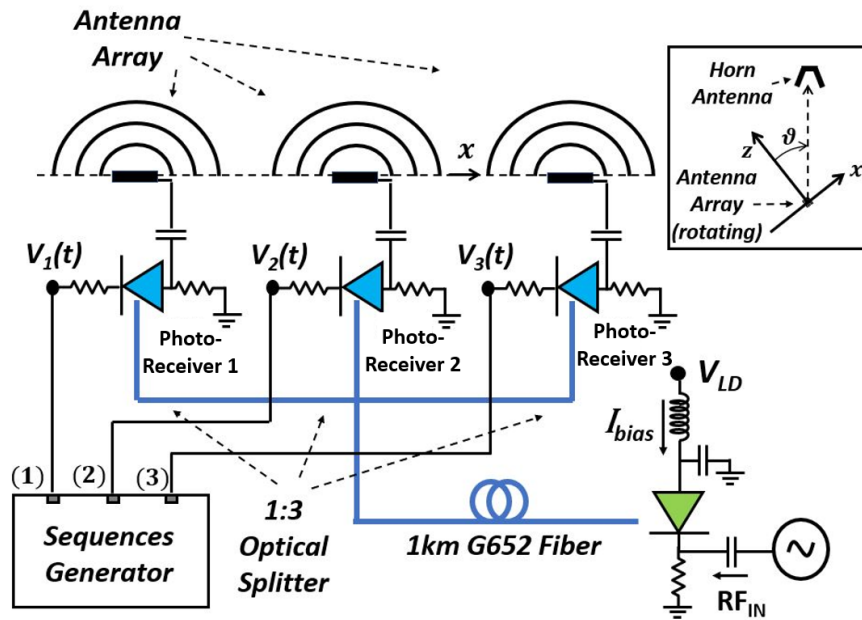 Antenna
Array
x
Horn
Antenna
z
ϑ
x
Antenna
Array
(rotating)
V1(t)
V2(t)
V3(t)
Photo-
Receiver 1
Photo-
Receiver 2
Photo-
Receiver 3
VLD
Ibias
(1)
(2)
(3)
Sequences
Generator
1:3
Optical
Splitter
1km G652 Fiber
RFIN